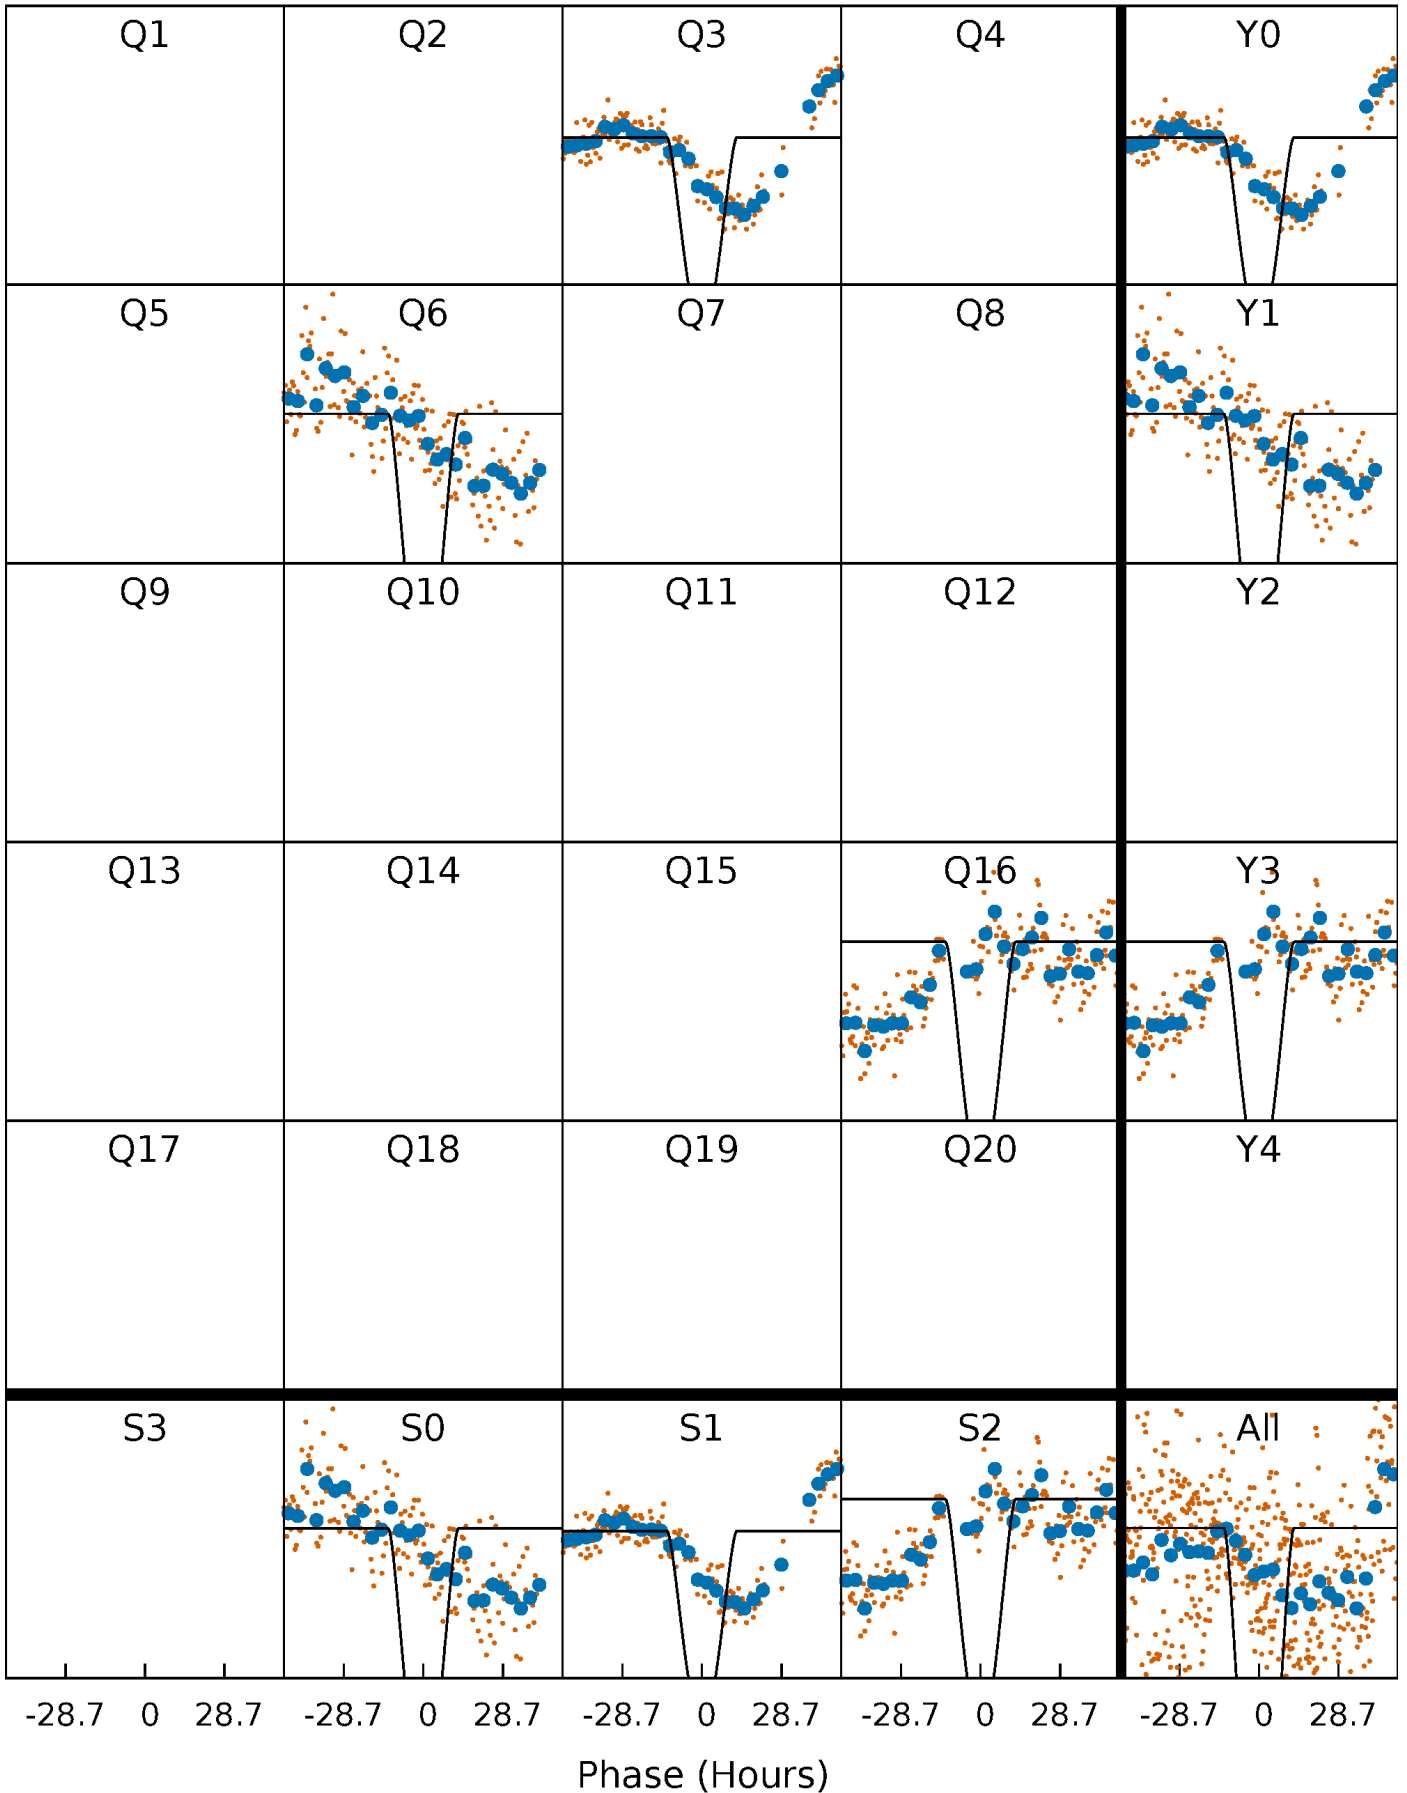 Q1 Q2 Q3 Q4 Y0
Q5 Q6 Q7 Q8 Y1
Q9 Q10 Q11 Q12 Y2
Q13 Q14 Q15 Q16 Y3
Q17 Q18 Q19 Q20 Y4
S3 S0 S1 S2 All
-28.7 0 28.7 -28.7 0 28.7 -28.7 0 28.7 -28.7 0 28.7 -28.7 0 28.7
Phase (Hours)